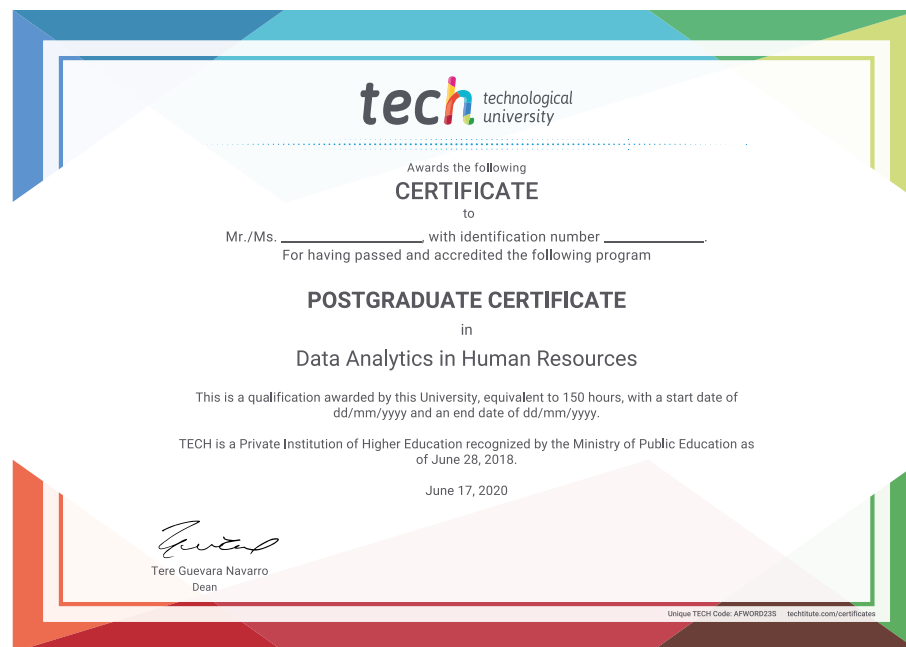 tech technological
university
Awards the following
CERTIFICATE
to
Mr./Ms. ____________, with identification number ____________.
For having passed and accredited the following program
POSTGRADUATE CERTIFICATE
in
Data Analytics in Human Resources
This is a qualification awarded by this University, equivalent to 150 hours, with a start date of
dd/mm/yyyy and an end date of dd/mm/yyyy.
TECH is a Private Institution of Higher Education recognized by the Ministry of Public Education as
of June 28, 2018.
June 17, 2020
Tere Guevara Navarro
Dean
Unique TECH Code: AFWORD23S techtitute.com/certificates